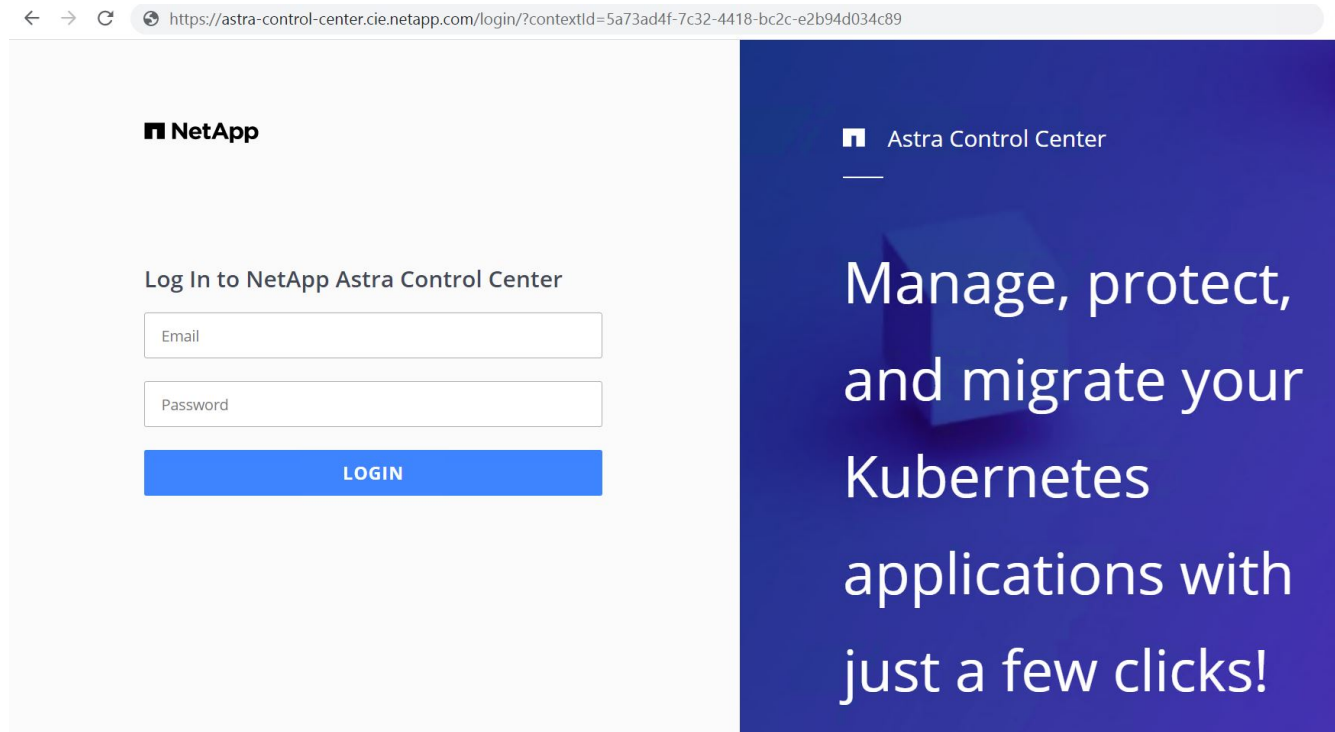 https://astra-control-center.cie.netapp.com/login/?contextId=5a73ad4f-7c32-4418-bc2c-e2b94d034c89
NetApp
Log In to NetApp Astra Control Center
Email
Password
LOGIN
Astra Control Center
Manage, protect,
and migrate your
Kubernetes
applications with
just a few clicks!